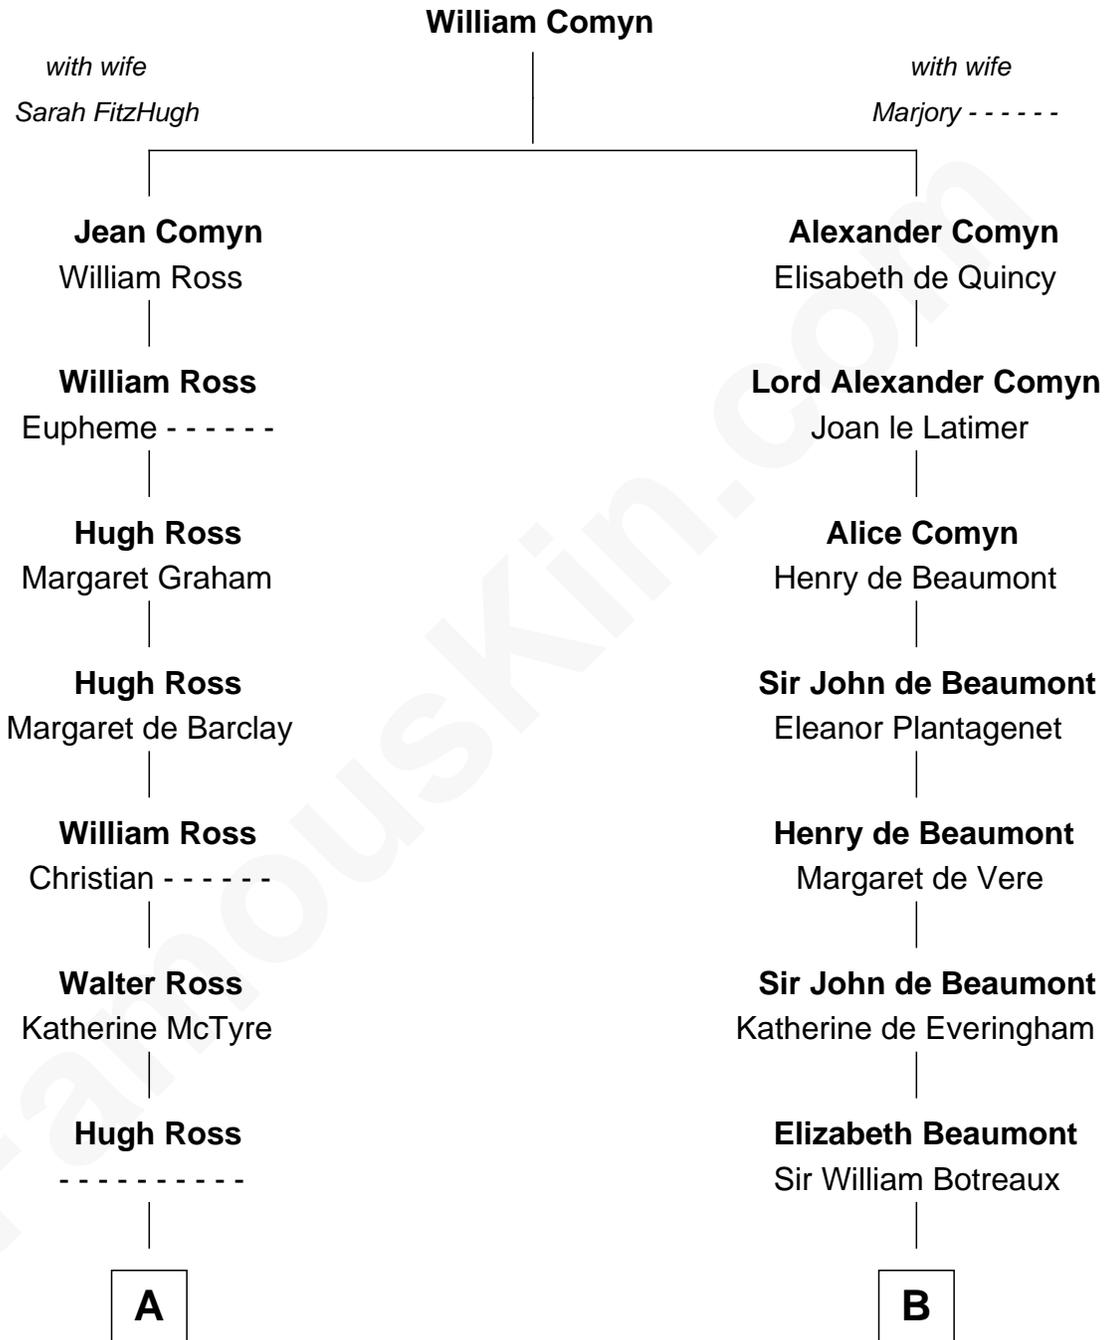 William Comyn
with wife
Sarah FitzHugh
with wife
Marjory - - - - - -
Jean Comyn
William Ross
Alexander Comyn
Elisabeth de Quincy
William Ross
Eupheme - - - - - -
Lord Alexander Comyn
Joan le Latimer
Hugh Ross
Margaret Graham
Alice Comyn
Henry de Beaumont
Hugh Ross
Margaret de Barclay
Sir John de Beaumont
Eleanor Plantagenet
William Ross
Christian - - - - - -
Henry de Beaumont
Margaret de Vere
Walter Ross
Katherine McTyre
Sir John de Beaumont
Katherine de Everingham
Hugh Ross
- - - - - - - - - -
Elizabeth Beaumont
Sir William Botreaux
A
B
FamousKin.com